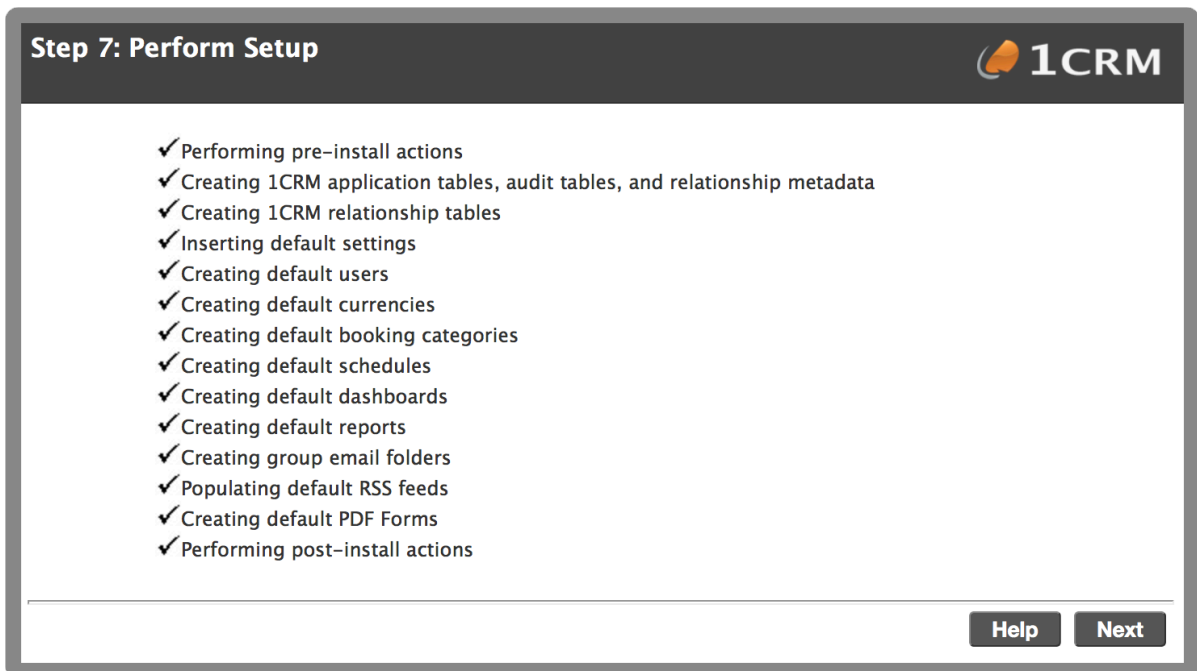 Step 7: Perform Setup
1CRM
Performing pre-install actions
Creating 1CRM application tables, audit tables, and relationship metadata
Creating 1CRM relationship tables
Inserting default settings
Creating default users
Creating default currencies
Creating default booking categories
Creating default schedules
Creating default dashboards
Creating default reports
Creating group email folders
Populating default RSS feeds
Creating default PDF Forms
Performing post-install actions
Help
Next